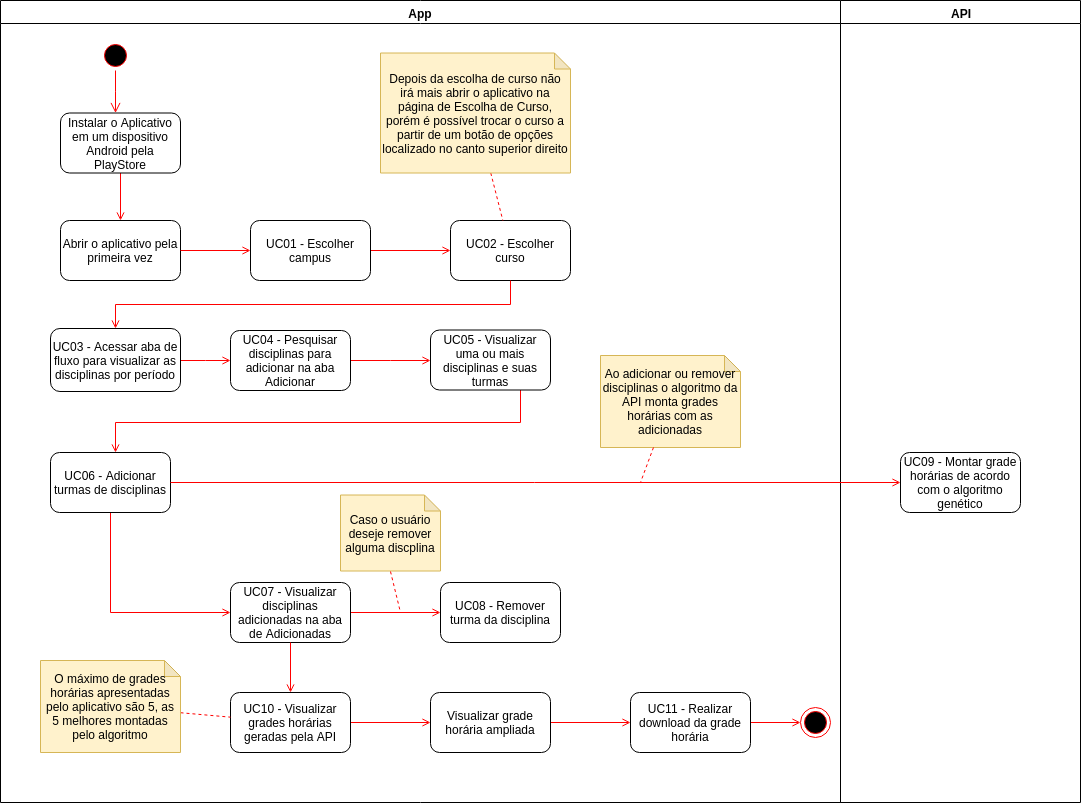 App
API
Depois da escolha de curso não
irá mais abrir o aplicativo na
página de Escolha de Curso,
porém é possível trocar o curso a
partir de um botão de opções
localizado no canto superior direito
Instalar o Aplicativo
em um dispositivo
Android pela
PlayStore
Abrir o aplicativo pela
primeira vez
UC01 - Escolher
campus
UC02 - Escolher
curso
UC03 - Acessar aba de
fluxo para visualizar as
disciplinas por período
UC04 - Pesquisar
disciplinas para
adicionar na aba
Adicionar
UC05 - Visualizar
uma ou mais
disciplinas e suas
turmas
Ao adicionar ou remover
disciplinas o algoritmo da
API monta grades
horárias com as
adicionadas
UC06 - Adicionar
turmas de disciplinas
UC09 - Montar grade
horárias de acordo
com o algoritmo
genético
Caso o usuário
deseje remover
alguma discplina
UC07 - Visualizar
disciplinas
adicionadas na aba
de Adicionadas
UC08 - Remover
turma da disciplina
O máximo de grades
horárias apresentadas
pelo aplicativo são 5, as
5 melhores montadas
pelo algoritmo
UC10 - Visualizar
grades horárias
geradas pela API
Visualizar grade
horária ampliada
UC11 - Realizar
download da grade
horária